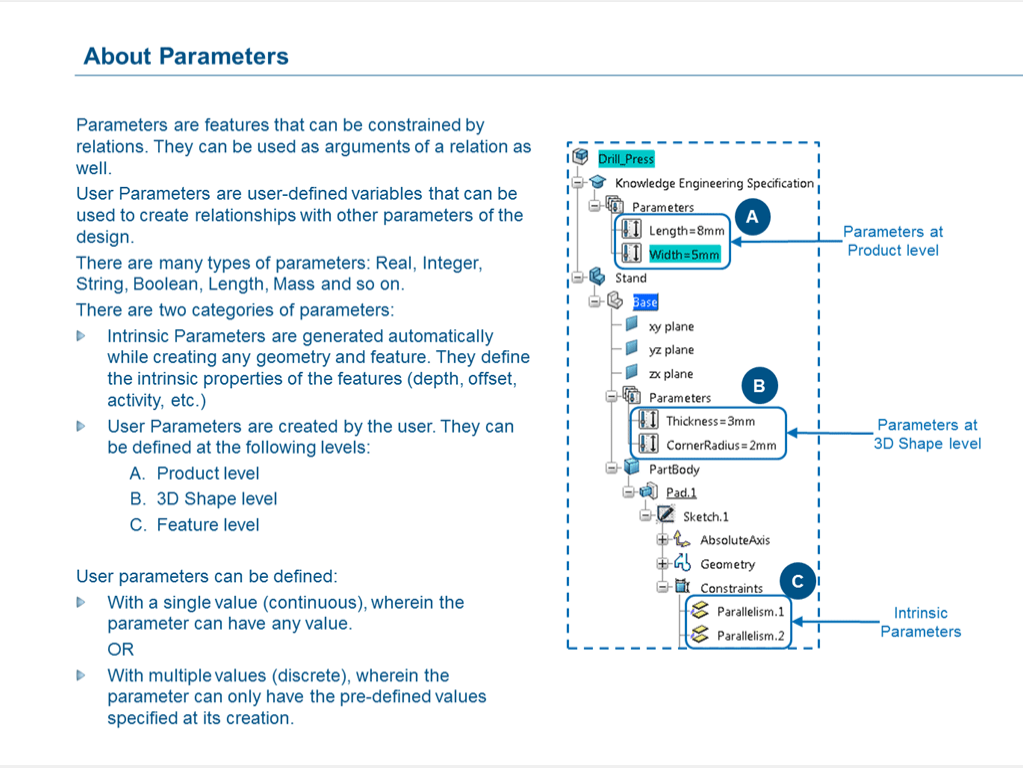 About Parameters
Parameters are features that can be constrained by
relations. They can be used as arguments of a relation as
well.
User Parameters are user-defined variables that can be
used to create relationships with other parameters of the
design.
There are many types of parameters: Real, Integer,
String, Boolean, Length, Mass and so on.
There are two categories of parameters:
Intrinsic Parameters are generated automatically
while creating any geometry and feature. They define
the intrinsic properties of the features (depth, offset,
activity, etc.)
User Parameters are created by the user. They can
be defined at the following levels:
A. Product level
B. 3D Shape level
C. Feature level
User parameters can be defined:
With a single value (continuous), wherein the
parameter can have any value.
OR
With multiple values (discrete), wherein the
parameter can only have the pre-defined values
specified at its creation.
Drill_Press
Knowledge Engineering Specification
Parameters
A
Length=8mm
Width=5mm
Parameters at
Product level
Stand
Base
xy plane
yz plane
zx plane
B
Parameters
Thickness=3mm
CornerRadius=2mm
Parameters at
3D Shape level
PartBody
Pad.1
Sketch.1
AbsoluteAxis
Geometry
Constraints
C
Parallelism.1
Parallelism.2
Intrinsic
Parameters